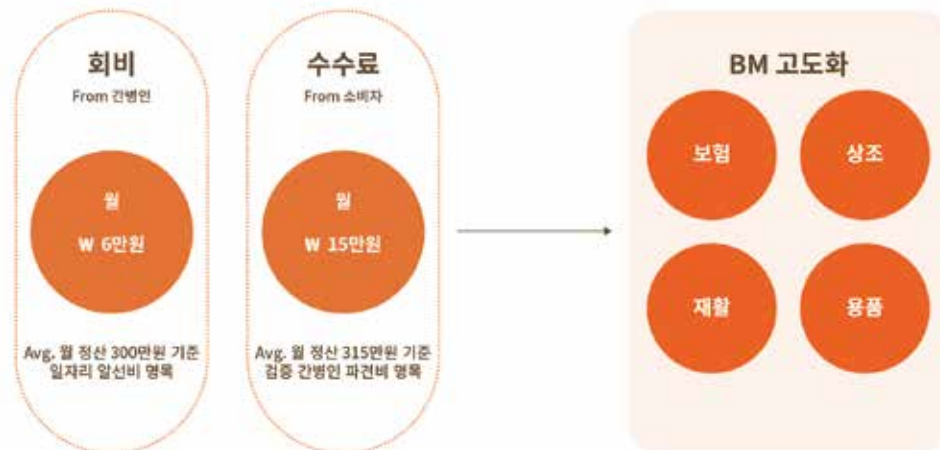 회비
From 간병인
월
₩ 6만원
Avg. 월 정산 300만원 기준
일자리 알선비 명목
수수료
From 소비자
월
₩ 15만원
Avg. 월 정산 315만원 기준
검증 간병인 파견비 명목
BM 고도화
보험
상조
재활
용품